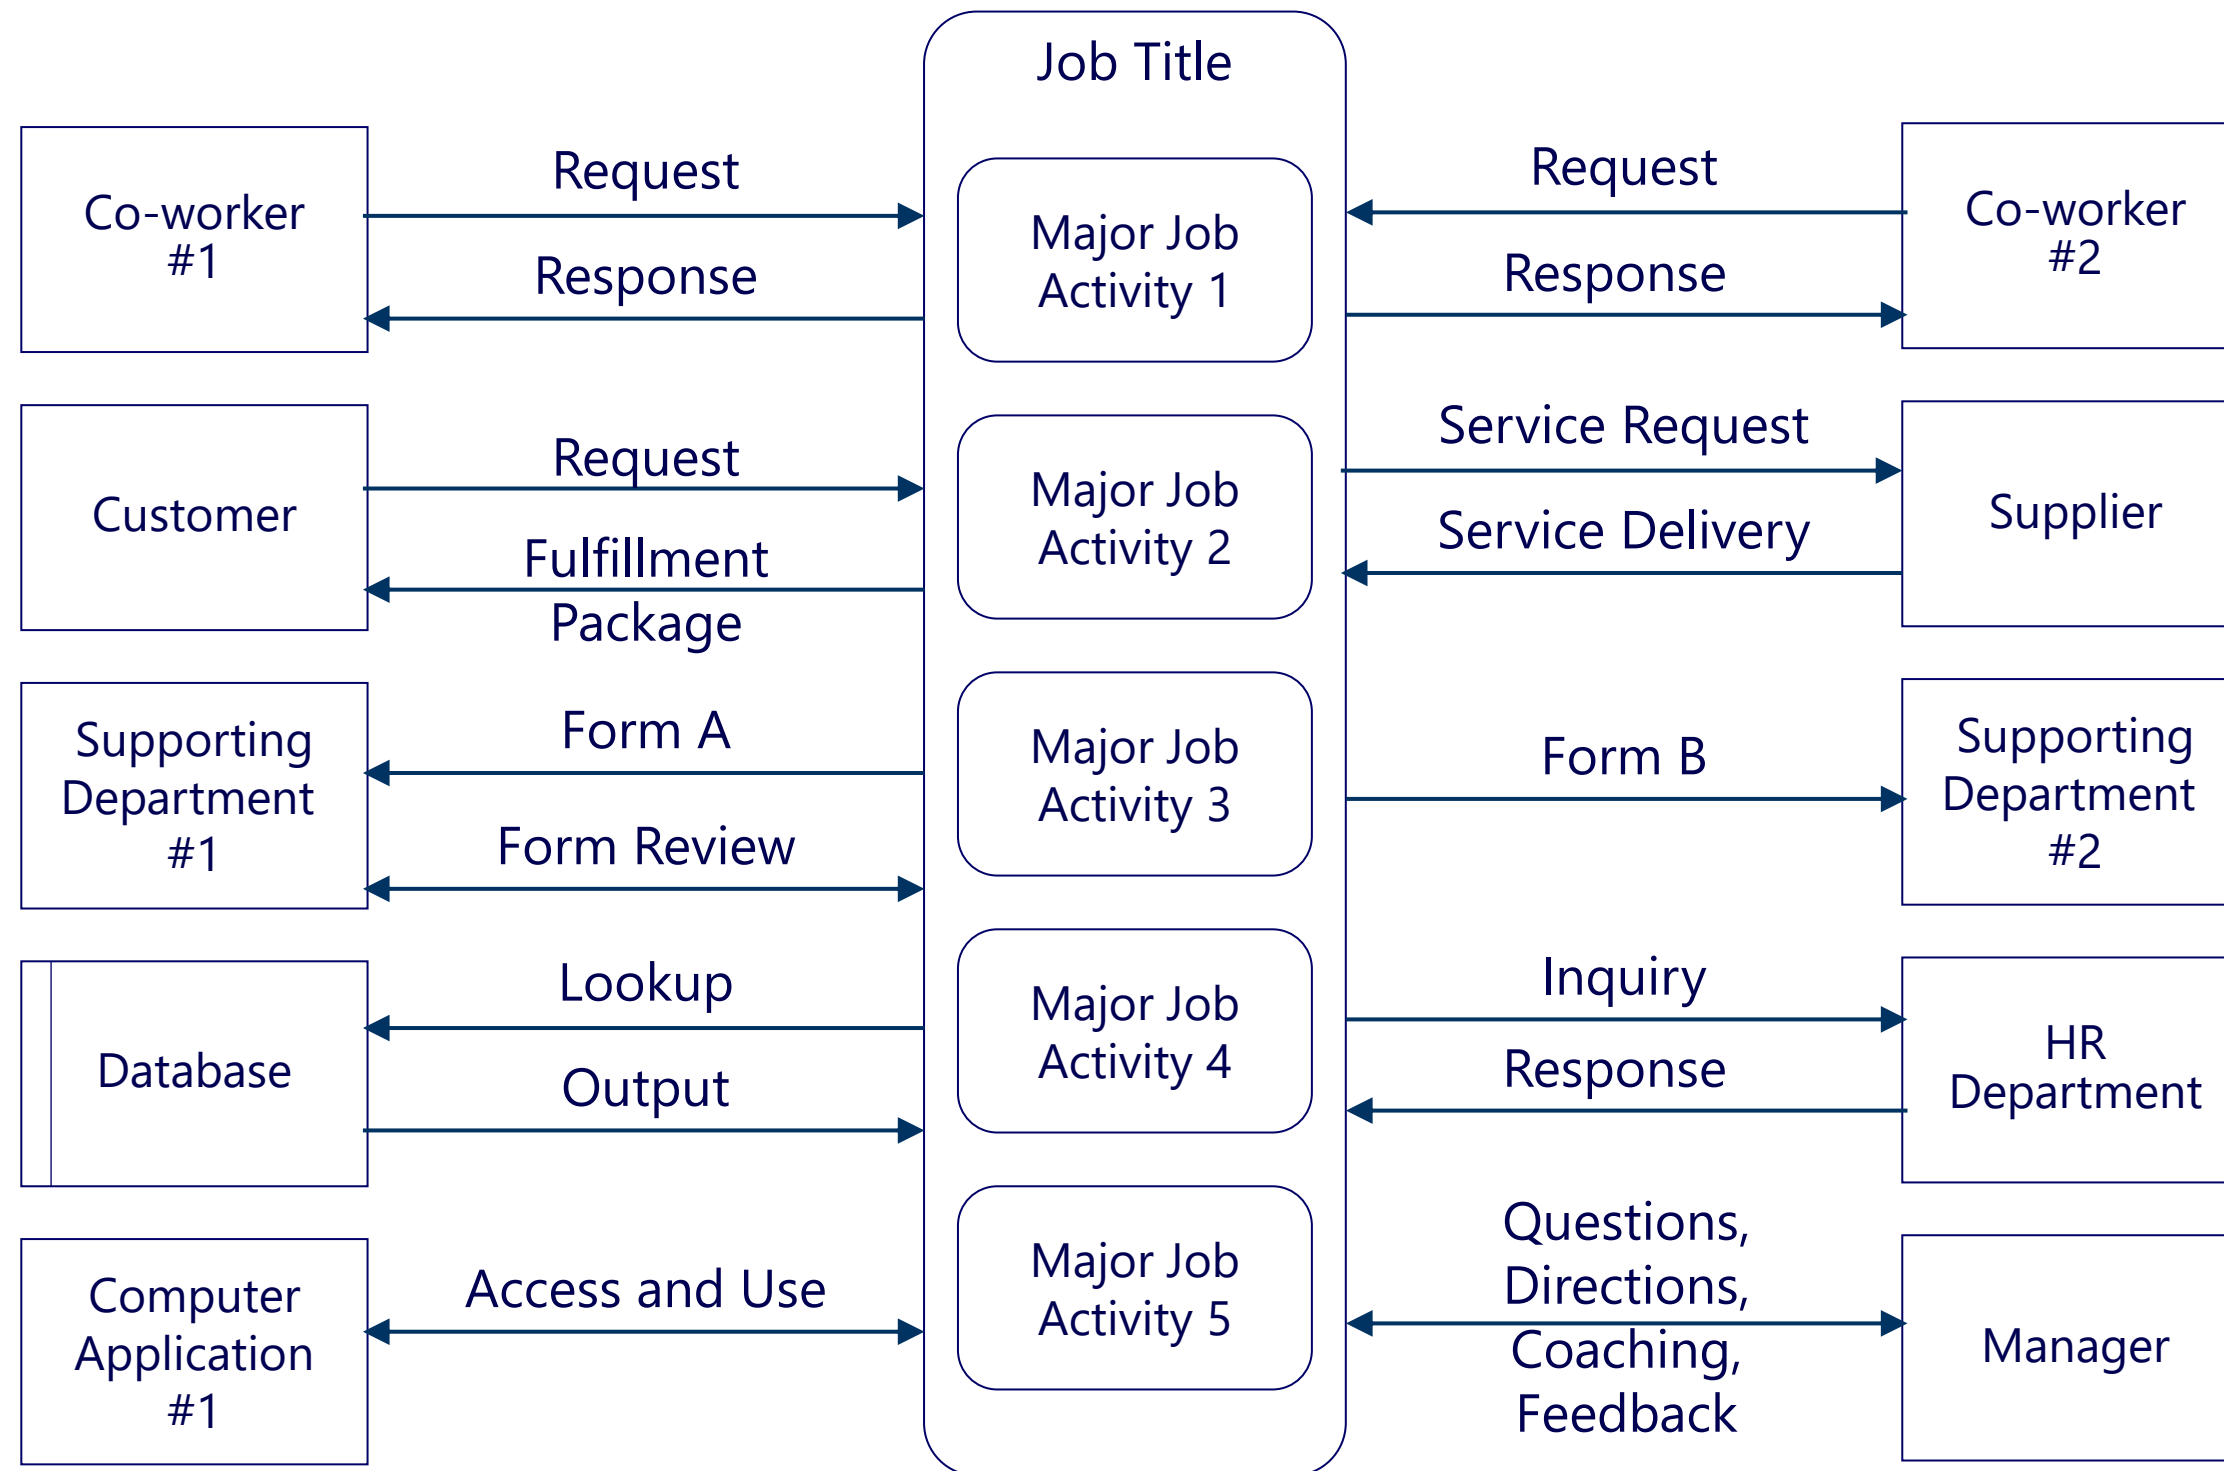 Job Title
Co-worker
#1
Request
Response
Major Job
Activity 1
Request
Response
Co-worker
#2
Customer
Request
Fulfillment
Package
Major Job
Activity 2
Service Request
Service Delivery
Supplier
Supporting
Department
#1
Form A
Form Review
Major Job
Activity 3
Form B
Supporting
Department
#2
Database
Lookup
Output
Major Job
Activity 4
Inquiry
Response
HR
Department
Computer
Application
#1
Access and Use
Major Job
Activity 5
Questions,
Directions,
Coaching,
Feedback
Manager